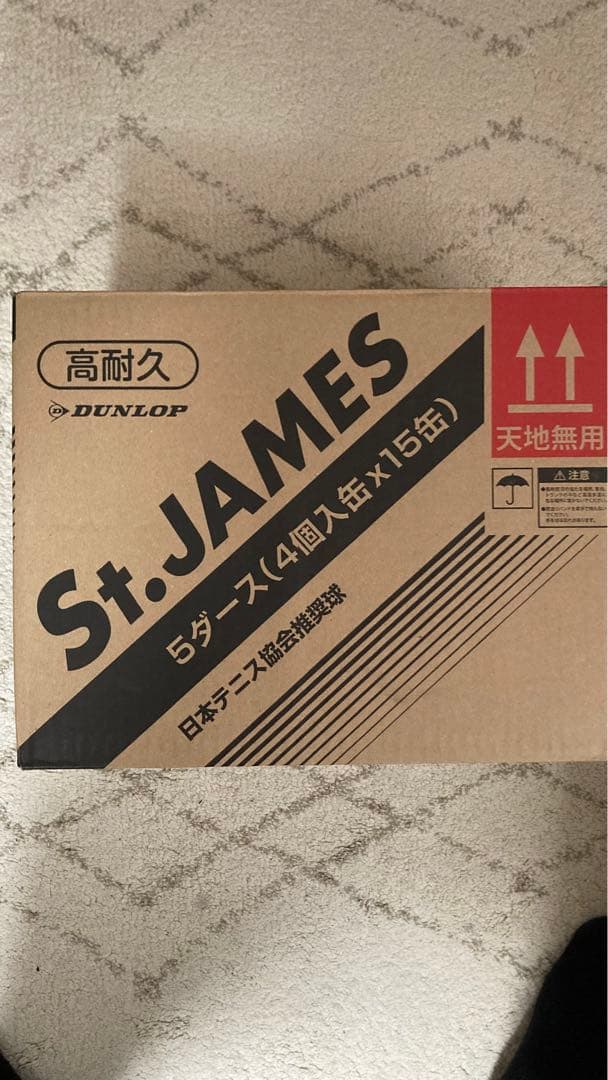 高耐久
DUNLOP
St.JAMES
5ダース(4個入缶x15缶)
日本テニス協会推奨球
天地無用
注意